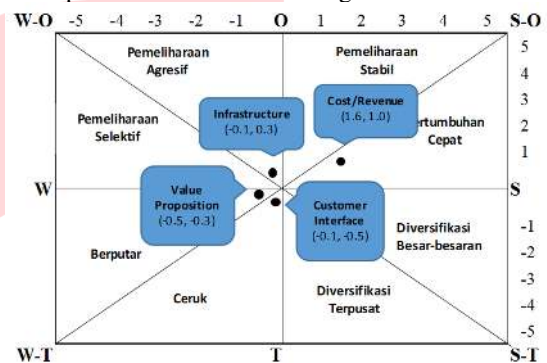 W-O -5 -4 -3 -2 -1 O 1 2 3 4 5 S-O
Pemeliharaan
Agresif
Pemeliharaan
Stabil
5
4
3
2
1
Infrastructure
(-0.1, 0.3)
Cost/Revenue
(1.6, 1.0)
Pemeliharaan
Selektif
rtumbuhan
Cepat
W
S
Value
Proposition
(-0.5, -0.3)
Customer
Interface
(-0.1, -0.5)
Diversifikasi
Besar-besaran
-1
-2
-3
-4
-5
Berputar
Ceruk
Diversifikasi
Terpusat
W-T T S-T